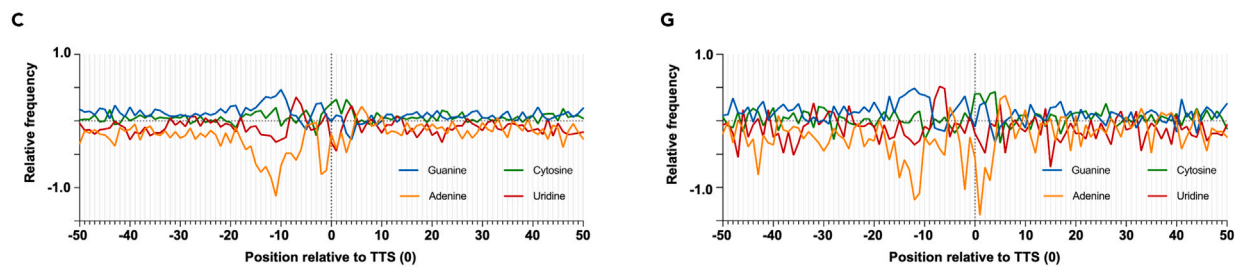 C
1.0
-1.0
Relative frequency
Guanine
Cytosine
Adenine
Uridine
-50 -40 -30 -20 -10 0 10 20 30 40 50
Position relative to TTS (0)
G
1.0
-1.0
Relative frequency
Guanine
Cytosine
Adenine
Uridine
-50 -40 -30 -20 -10 0 10 20 30 40 50
Position relative to TTS (0)